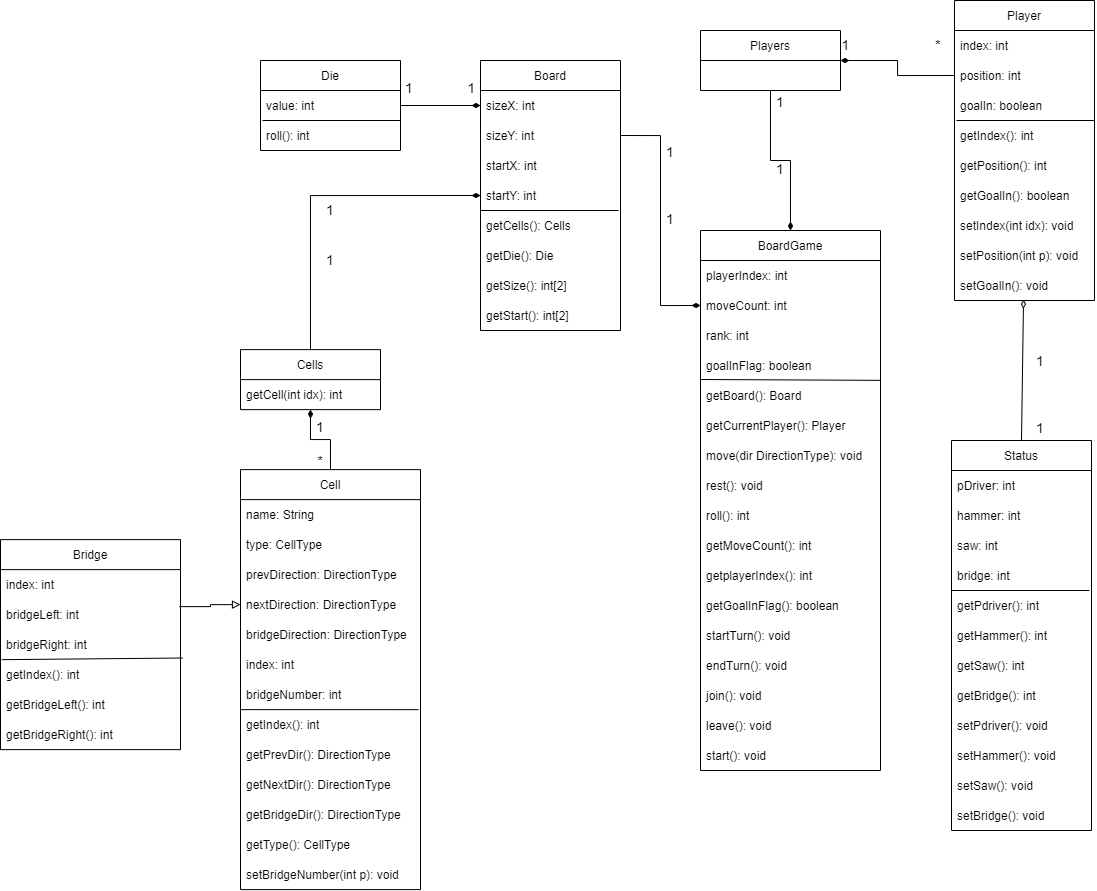 Die
value: int
roll(): int
1
1
Board
sizeX: int
sizeY: int
startX: int
startY: int
getCells(): Cells
getDie(): Die
getSize(): int[2]
getStart(): int[2]
1
1
1
1
Players
1
*
1
1
Player
index: int
position: int
goalIn: boolean
getIndex(): int
getPosition(): int
getGoalIn(): boolean
setIndex(int idx): void
setPosition(int p): void
setGoalIn(): void
1
1
BoardGame
playerIndex: int
moveCount: int
rank: int
goalInFlag: boolean
getBoard(): Board
getCurrentPlayer(): Player
move(dir DirectionType): void
rest(): void
roll(): int
getMoveCount(): int
getplayerIndex(): int
getGoalInFlag(): boolean
startTurn(): void
endTurn(): void
join(): void
leave(): void
start(): void
Status
pDriver: int
hammer: int
saw: int
bridge: int
getPdriver(): int
getHammer(): int
getSaw(): int
getBridge(): int
setPdriver(): void
setHammer(): void
setSaw(): void
setBridge(): void
Cells
getCell(int idx): int
1
*
Cell
name: String
type: CellType
prevDirection: DirectionType
nextDirection: DirectionType
bridgeDirection: DirectionType
index: int
bridgeNumber: int
getIndex(): int
getPrevDir(): DirectionType
getNextDir(): DirectionType
getBridgeDir(): DirectionType
getType(): CellType
setBridgeNumber(int p): void
Bridge
index: int
bridgeLeft: int
bridgeRight: int
getIndex(): int
getBridgeLeft(): int
getBridgeRight(): int